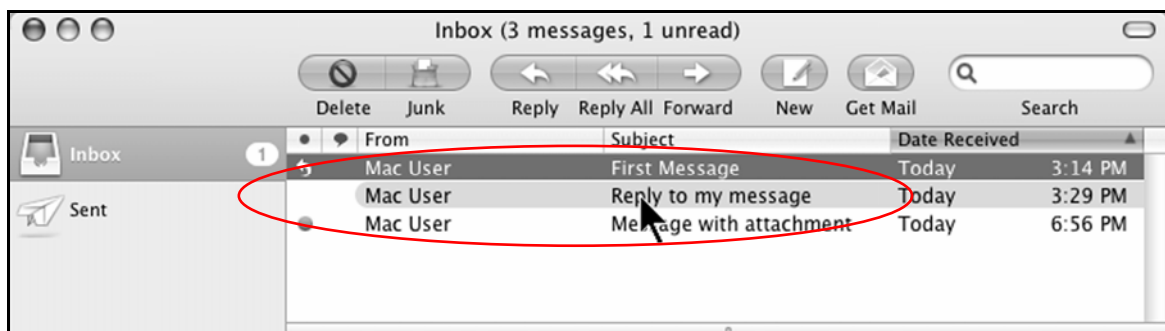 Inbox (3 messages, 1 unread)
Delete Junk Reply Reply All Forward New Get Mail Search
Inbox 1
Sent
From Subject Date Received
Mac User First Message Today 3:14 PM
Mac User Reply to my message Today 3:29 PM
Mac User Message with attachment Today 6:56 PM